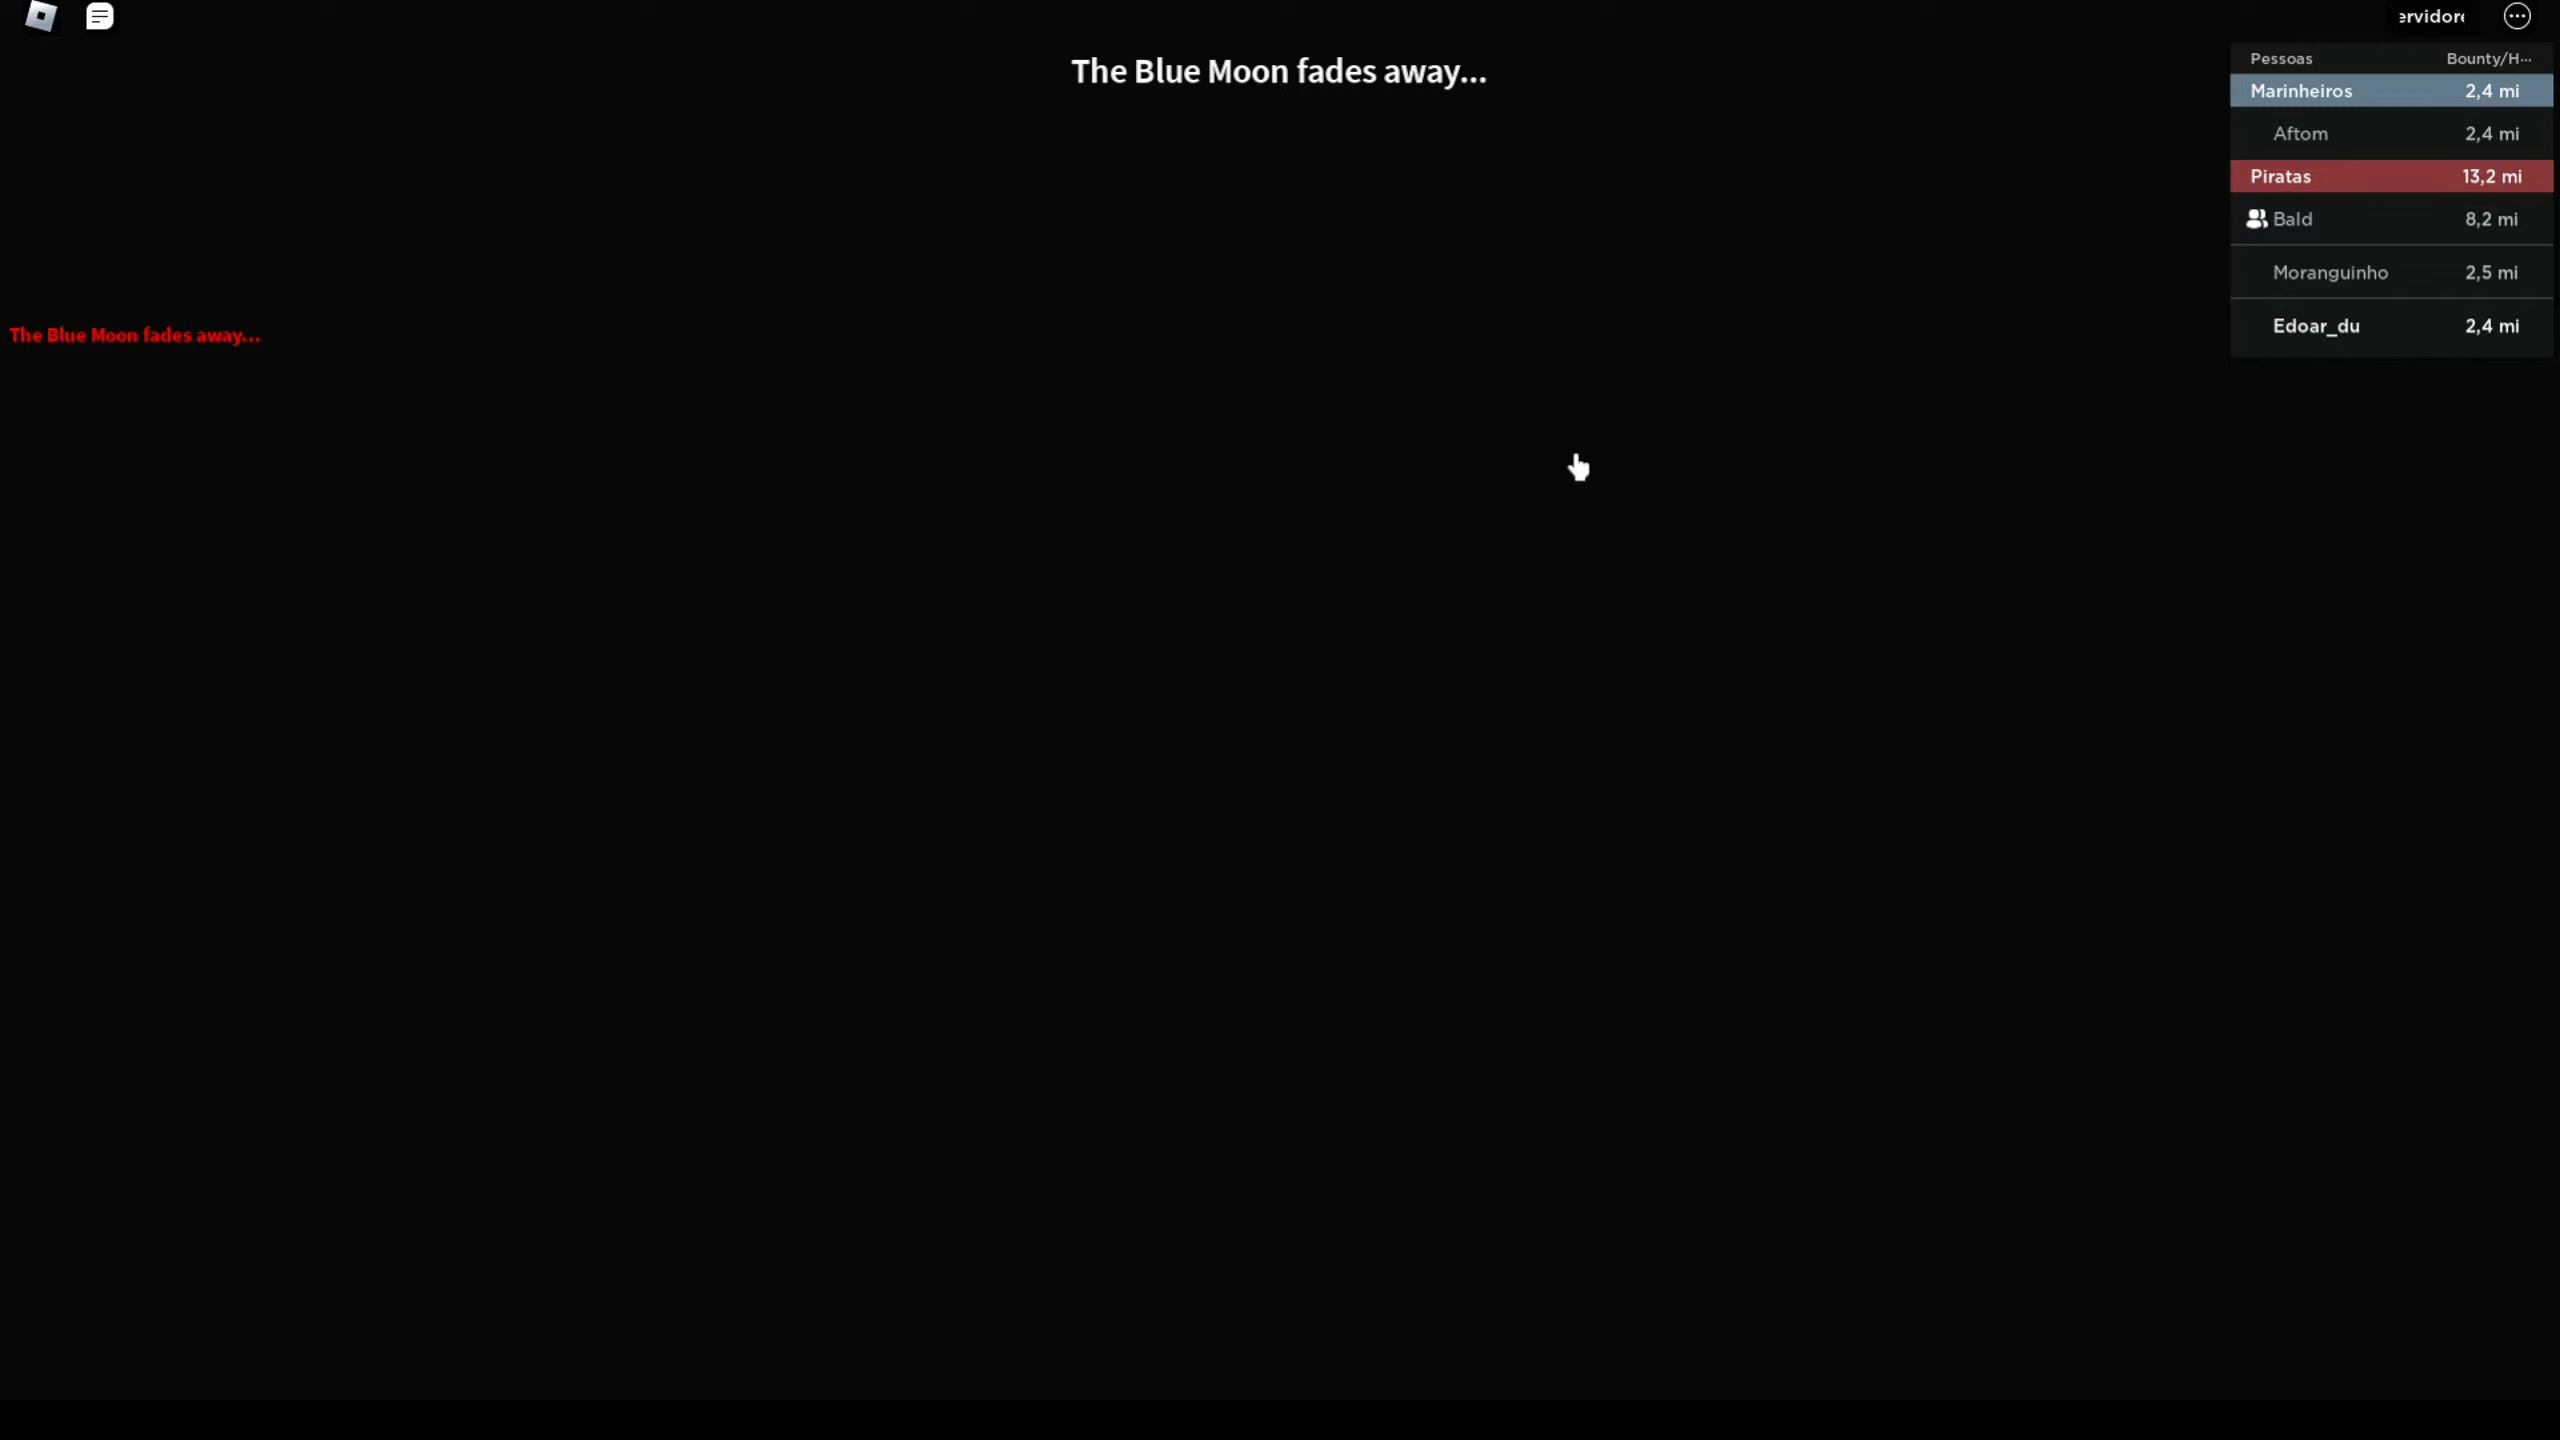 ervidore
The Blue Moon fades away...
Pessoas Bounty/H...
Marinheiros 2,4 mi
Aftom 2,4 mi
Piratas 13,2 mi
Bald 8,2 mi
Moranguinho 2,5 mi
The Blue Moon fades away...
Edoar_du 2,4 mi